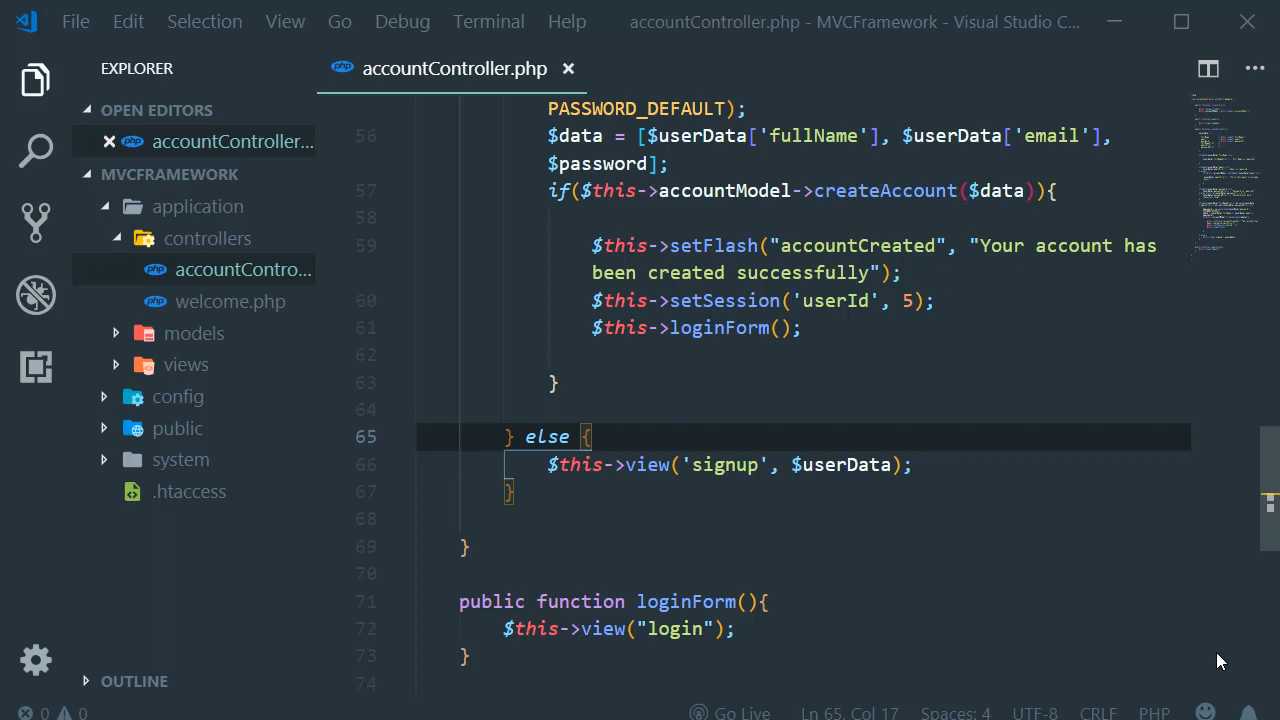 File Edit Selection View Go Debug Terminal Help accountController.php - MVCFramework - Visual Studio C...
EXPLORER
OPEN EDITORS
accountController...
MVCFRAMEWORK
application
controllers
accountContro...
welcome.php
models
views
config
public
system
.htaccess
OUTLINE
accountController.php
PASSWORD_DEFAULT);
56 $data = [$userData['fullName'], $userData['email'],
$password];
57 if($this->accountModel->createAccount($data)){
58
59 $this->setFlash("accountCreated", "Your account has
been created successfully");
60 $this->setSession('userId', 5);
61 $this->loginForm();
62
63 }
64
65 } else {
66 $this->view('signup', $userData);
67 }
68
69 }
70
71 public function loginForm(){
72 $this->view("login");
73 }
74
0 0 Go Live Ln 65, Col 17 Spaces: 4 UTF-8 CRLF PHP